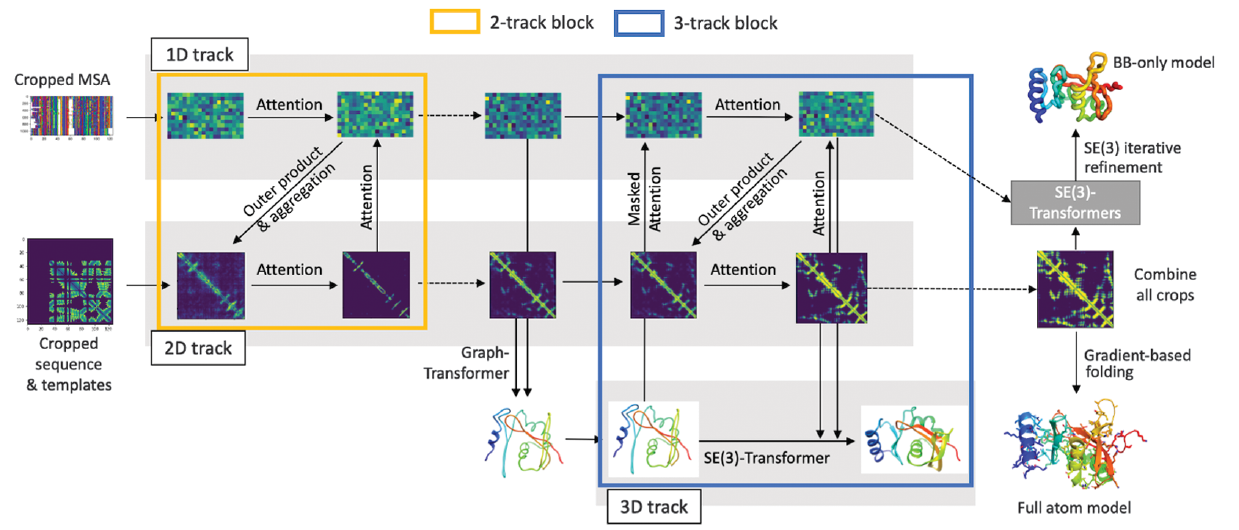 2-track block
3-track block
1D track
Cropped MSA
Attention
Attention
BB-only model
Outer product
& aggregation
Attention
Masked
Attention
Outer product
& aggregation
Attention
SE(3) iterative
refinement
SE(3)-
Transformers
Attention
Attention
Combine
all crops
2D track
Cropped
sequence
& templates
Graph-
Transformer
Gradient-based
folding
SE(3)-Transformer
3D track
Full atom model